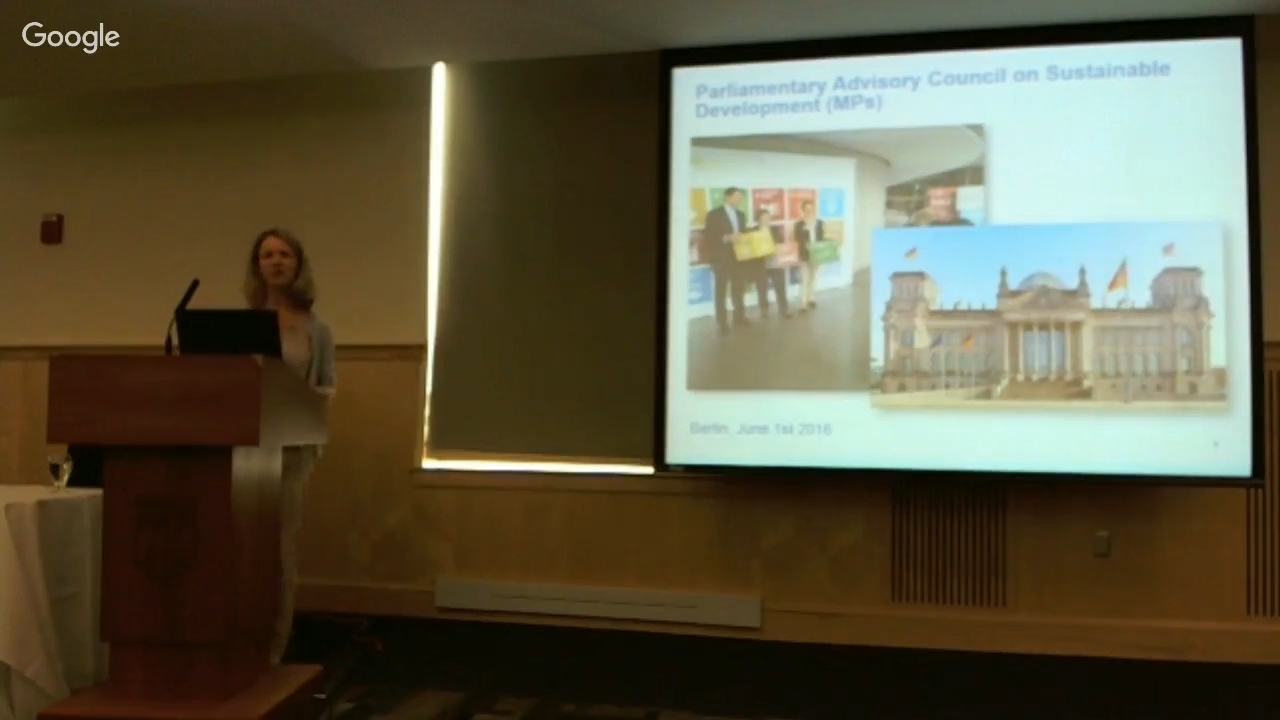 Google
Parliamentary Advisory Council on Sustainable
Development (MPs)
Berlin, June 1st 2016